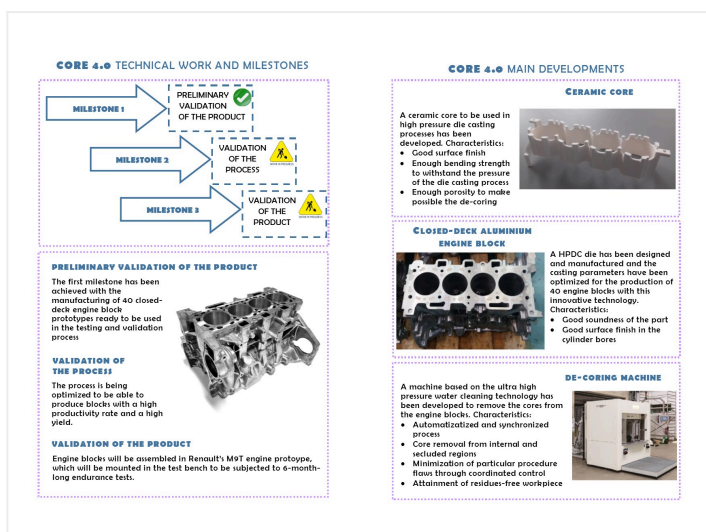 CORE 4.0 TECHNICAL WORK AND MILESTONES
MILESTONE 1
PRELIMINARY
VALIDATION
OF THE PRODUCT
MILESTONE 2
VALIDATION
OF THE
PROCESS
MILESTONE 3
VALIDATION
OF THE
PRODUCT
PRELIMINARY VALIDATION OF THE PRODUCT
The first milestone has been
achieved with the
manufacturing of 40 closed-
deck engine block
prototypes ready to be used
in the testing and validation
process
VALIDATION OF
THE PROCESS
The process is being
optimized to be able to
produce blocks with a high
productivity rate and a high
yield.
VALIDATION OF THE PRODUCT
Engine blocks will be assembled in Renault's M9T engine protoype,
which will be mounted in the test bench to be subjected to 6-month-
long endurance tests.
CORE 4.0 MAIN DEVELOPMENTS
CERAMIC CORE
A ceramic core to be used in
high pressure die casting
processes has been
developed. Characteristics:
• Good surface finish
• Enough bending strength
to withstand the pressure
of the die casting process
• Enough porosity to make
possible the de-coring
CLOSED-DECK ALUMINIUM
ENGINE BLOCK
A HPDC die has been designed
and manufactured and the
casting parameters have been
optimized for the production of
40 engine blocks with this
innovative technology.
Characteristics:
• Good soundness of the part
• Good surface finish in the
cylinder bores
DE-CORING MACHINE
A machine based on the ultra high
pressure water cleaning technology has
been developed to remove the cores from
the engine blocks. Characteristics:
• Automatizatized and synchronized
process
• Core removal from internal and
secluded regions
• Minimization of particular procedure
flaws through coordinated control
• Attainment of residues-free workpiece